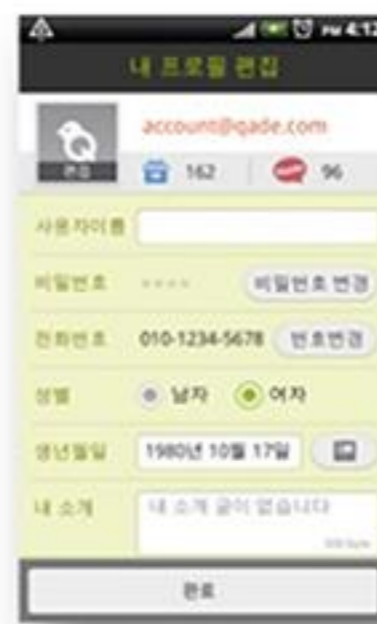 PM 4:12
내 프로필 편집
account@qade.com
편집 162 96
사용자이름
비밀번호 **** 비밀번호 변경
전화번호 010-1234-5678 번호변경
성별 남자 여자
생년월일 1980년 10월 17일
내 소개 내 소개 글이 없습니다
완료